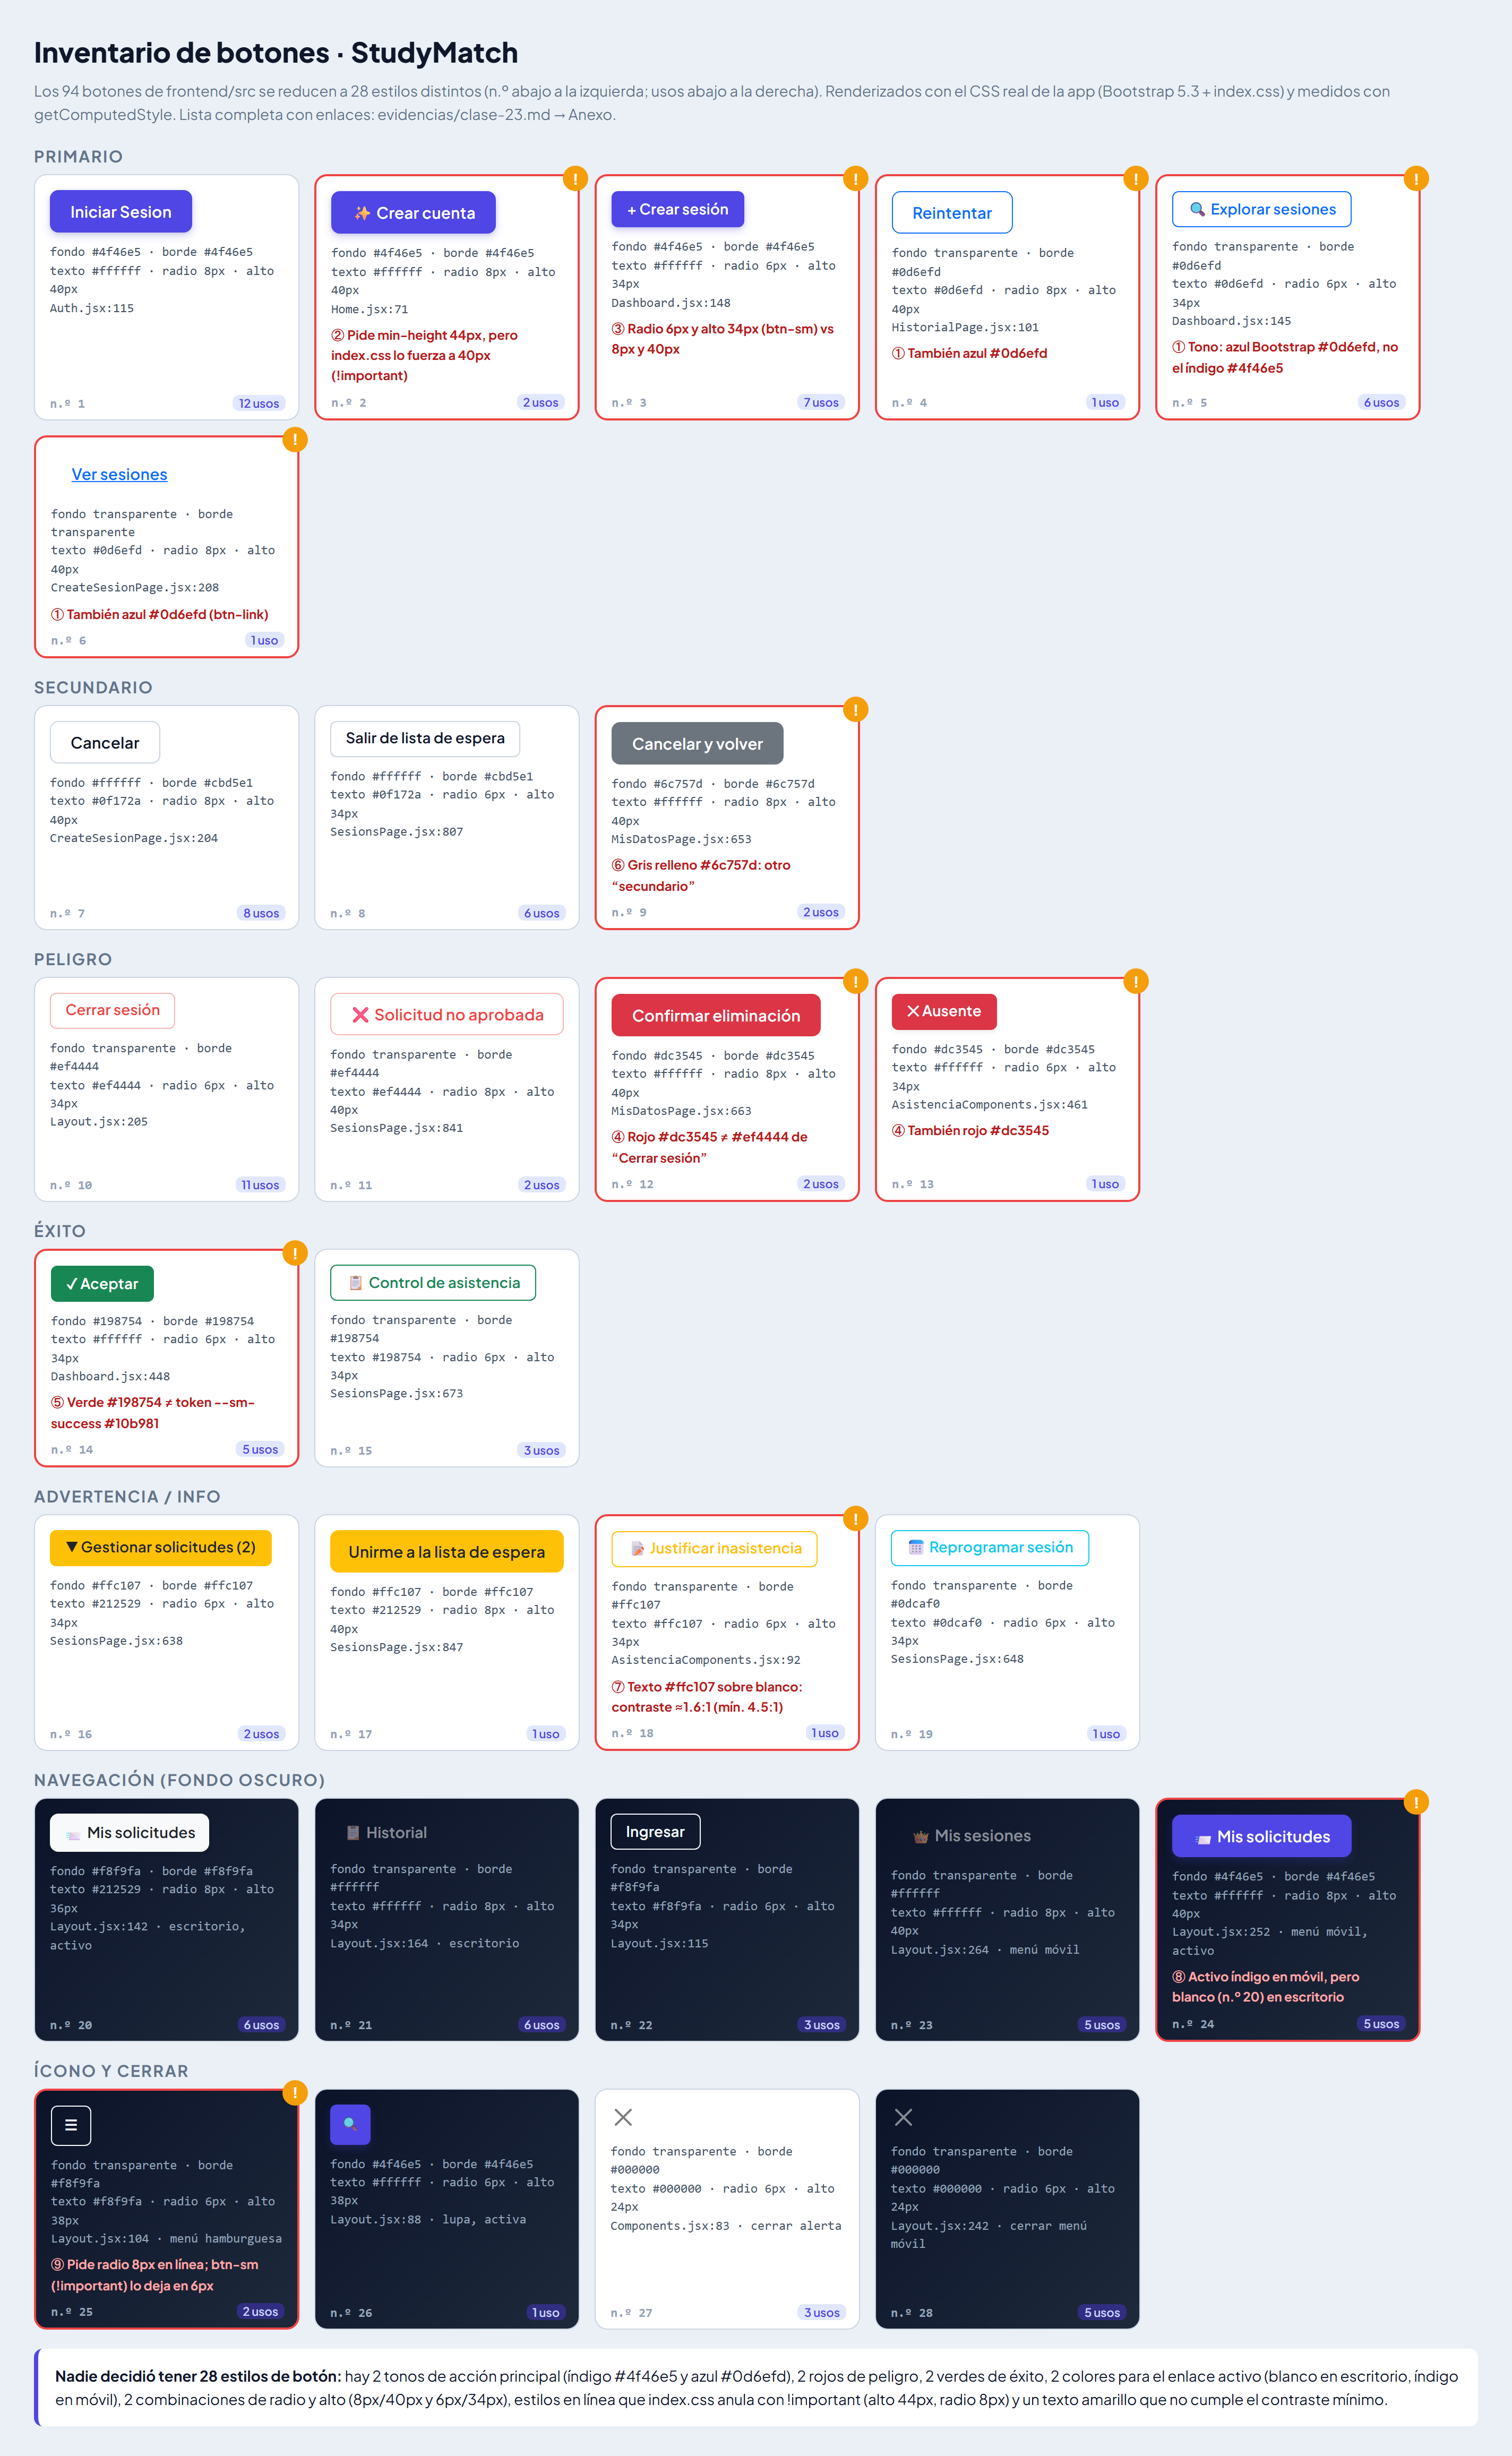 Inventario de botones · StudyMatch
Los 94 botones de frontend/src se reducen a 28 estilos distintos (n.º abajo a la izquierda; usos abajo a la derecha). Renderizados con el CSS real de la app (Bootstrap 5.3 + index.css) y medidos con
getComputedStyle. Lista completa con enlaces: evidencias/clase-23.md → Anexo.
PRIMARIO
Iniciar Sesion
fondo #4f46e5 · borde #4f46e5
texto #ffffff · radio 8px · alto
40px
Auth.jsx:115
n.º 1
12 usos
!
✨ Crear cuenta
fondo #4f46e5 · borde #4f46e5
texto #ffffff · radio 8px · alto
40px
Home.jsx:71
② Pide min-height 44px, pero
index.css lo fuerza a 40px
(!important)
n.º 2
2 usos
!
+ Crear sesión
fondo #4f46e5 · borde #4f46e5
texto #ffffff · radio 6px · alto
34px
Dashboard.jsx:148
③ Radio 6px y alto 34px (btn-sm) vs
8px y 40px
n.º 3
7 usos
!
Reintentar
fondo transparente · borde
#0d6efd
texto #0d6efd · radio 8px · alto
40px
HistorialPage.jsx:101
① También azul #0d6efd
n.º 4
1 uso
!
🔍 Explorar sesiones
fondo transparente · borde
#0d6efd
texto #0d6efd · radio 6px · alto
34px
Dashboard.jsx:145
① Tono: azul Bootstrap #0d6efd, no
el índigo #4f46e5
n.º 5
6 usos
!
Ver sesiones
fondo transparente · borde
transparente
texto #0d6efd · radio 8px · alto
40px
CreateSesionPage.jsx:208
① También azul #0d6efd (btn-link)
n.º 6
1 uso
SECUNDARIO
Cancelar
fondo #ffffff · borde #cbd5e1
texto #0f172a · radio 8px · alto
40px
CreateSesionPage.jsx:204
n.º 7
8 usos
Salir de lista de espera
fondo #ffffff · borde #cbd5e1
texto #0f172a · radio 6px · alto
34px
SesionsPage.jsx:807
n.º 8
6 usos
!
Cancelar y volver
fondo #6c757d · borde #6c757d
texto #ffffff · radio 8px · alto
40px
MisDatosPage.jsx:653
⑥ Gris relleno #6c757d: otro
“secundario”
n.º 9
2 usos
PELIGRO
Cerrar sesión
fondo transparente · borde
#ef4444
texto #ef4444 · radio 6px · alto
34px
Layout.jsx:205
n.º 10
11 usos
❌ Solicitud no aprobada
fondo transparente · borde
#ef4444
texto #ef4444 · radio 8px · alto
40px
SesionsPage.jsx:841
n.º 11
2 usos
!
Confirmar eliminación
fondo #dc3545 · borde #dc3545
texto #ffffff · radio 8px · alto
40px
MisDatosPage.jsx:663
④ Rojo #dc3545 ≠ #ef4444 de
“Cerrar sesión”
n.º 12
2 usos
!
✕ Ausente
fondo #dc3545 · borde #dc3545
texto #ffffff · radio 6px · alto
34px
AsistenciaComponents.jsx:461
④ También rojo #dc3545
n.º 13
1 uso
ÉXITO
!
✓ Aceptar
fondo #198754 · borde #198754
texto #ffffff · radio 6px · alto
34px
Dashboard.jsx:448
⑤ Verde #198754 ≠ token --sm-
success #10b981
n.º 14
5 usos
📋 Control de asistencia
fondo transparente · borde
#198754
texto #198754 · radio 6px · alto
34px
SesionsPage.jsx:673
n.º 15
3 usos
ADVERTENCIA / INFO
▼ Gestionar solicitudes (2)
fondo #ffc107 · borde #ffc107
texto #212529 · radio 6px · alto
34px
SesionsPage.jsx:638
n.º 16
2 usos
Unirme a la lista de espera
fondo #ffc107 · borde #ffc107
texto #212529 · radio 8px · alto
40px
SesionsPage.jsx:847
n.º 17
1 uso
!
📝 Justificar inasistencia
fondo transparente · borde
#ffc107
texto #ffc107 · radio 6px · alto
34px
AsistenciaComponents.jsx:92
⑦ Texto #ffc107 sobre blanco:
contraste ≈1.6:1 (mín. 4.5:1)
n.º 18
1 uso
🗓️ Reprogramar sesión
fondo transparente · borde
#0dcaf0
texto #0dcaf0 · radio 6px · alto
34px
SesionsPage.jsx:648
n.º 19
1 uso
NAVEGACIÓN (FONDO OSCURO)
📨 Mis solicitudes
fondo #f8f9fa · borde #f8f9fa
texto #212529 · radio 8px · alto
36px
Layout.jsx:142 · escritorio,
activo
n.º 20
6 usos
📋 Historial
fondo transparente · borde
#ffffff
texto #ffffff · radio 8px · alto
34px
Layout.jsx:164 · escritorio
n.º 21
6 usos
Ingresar
fondo transparente · borde
#f8f9fa
texto #f8f9fa · radio 6px · alto
34px
Layout.jsx:115
n.º 22
3 usos
👑 Mis sesiones
fondo transparente · borde
#ffffff
texto #ffffff · radio 8px · alto
40px
Layout.jsx:264 · menú móvil
n.º 23
5 usos
!
📨 Mis solicitudes
fondo #4f46e5 · borde #4f46e5
texto #ffffff · radio 8px · alto
40px
Layout.jsx:252 · menú móvil,
activo
⑧ Activo índigo en móvil, pero
blanco (n.º 20) en escritorio
n.º 24
5 usos
ÍCONO Y CERRAR
!
☰
fondo transparente · borde
#f8f9fa
texto #f8f9fa · radio 6px · alto
38px
Layout.jsx:104 · menú hamburguesa
⑨ Pide radio 8px en línea; btn-sm
(!important) lo deja en 6px
n.º 25
2 usos
🔍
fondo #4f46e5 · borde #4f46e5
texto #ffffff · radio 6px · alto
38px
Layout.jsx:88 · lupa, activa
n.º 26
1 uso
fondo transparente · borde
#000000
texto #000000 · radio 6px · alto
24px
Components.jsx:83 · cerrar alerta
n.º 27
3 usos
fondo transparente · borde
#000000
texto #000000 · radio 6px · alto
24px
Layout.jsx:242 · cerrar menú
móvil
n.º 28
5 usos
Nadie decidió tener 28 estilos de botón: hay 2 tonos de acción principal (índigo #4f46e5 y azul #0d6efd), 2 rojos de peligro, 2 verdes de éxito, 2 colores para el enlace activo (blanco en escritorio, índigo
en móvil), 2 combinaciones de radio y alto (8px/40px y 6px/34px), estilos en línea que index.css anula con !important (alto 44px, radio 8px) y un texto amarillo que no cumple el contraste mínimo.